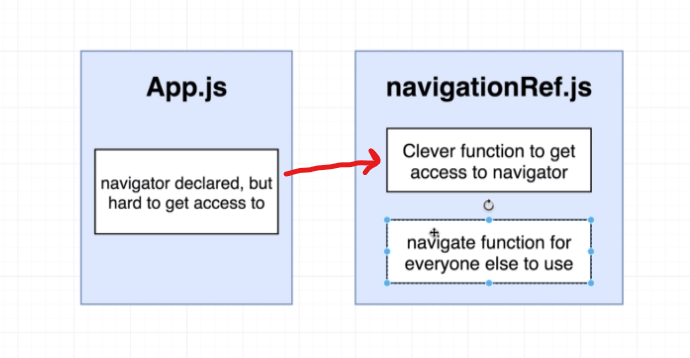 App.js
navigator declared, but
hard to get access to
navigationRef.js
Clever function to get
access to navigator
navigate function for
everyone else to use